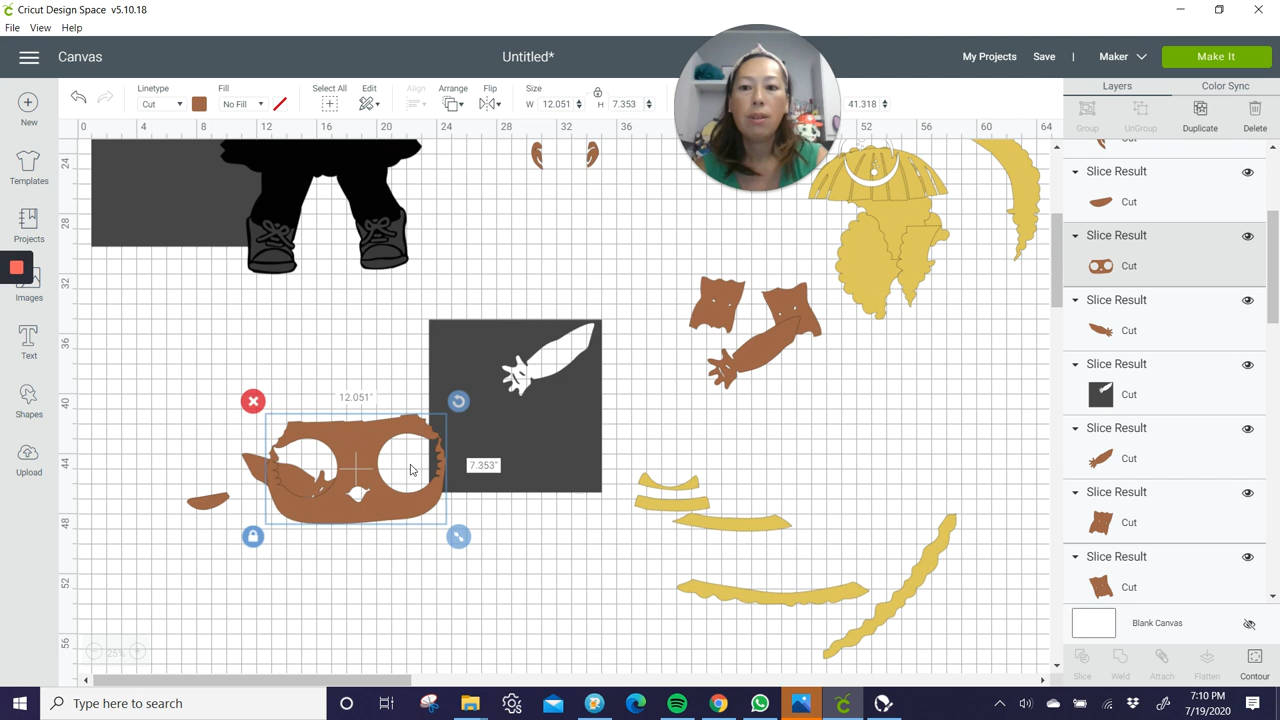 Cricut Design Space v5.10.18
File View Help
Canvas
Untitled*
My Projects Save | Maker Make It
Linetype
Cut
Fill
No Fill
Select All
Edit
Align
Arrange
Flip
Size
W 12.051
H 7.353
41.318
Layers Color Sync
Group UnGroup Duplicate Delete
New
Templates
Projects
Images
Text
Shapes
Upload
0 4 8 12 16 20 24 28 32 36 52 56 60 64
24
28
32
36
40
44
48
52
56
12.051"
7.353"
25%
Cut
Slice Result
Cut
Slice Result
Cut
Slice Result
Cut
Slice Result
Cut
Slice Result
Cut
Slice Result
Cut
Slice Result
Cut
Blank Canvas
Slice Weld Attach Flatten Contour
Type here to search
7:10 PM
7/19/2020